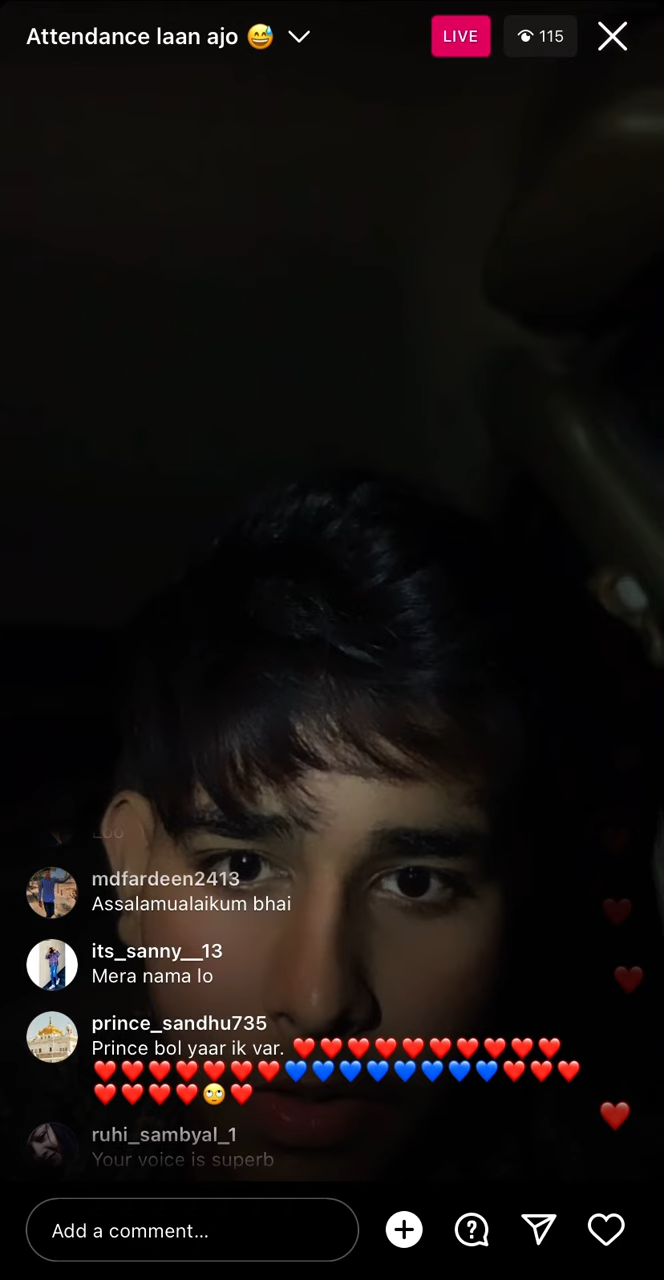 Attendance laan ajo 😅
LIVE
115
mdfardeen2413
Assalamualaikum bhai
its_sanny__13
Mera nama lo
prince_sandhu735
Prince bol yaar ik var. ❤️❤️❤️❤️❤️❤️❤️❤️❤️❤️
❤️❤️❤️❤️❤️❤️❤️💙💙💙💙💙💙💙💙❤️❤️❤️
❤️❤️❤️❤️🙄❤️
ruhi_sambyal_1
Your voice is superb
Add a comment...